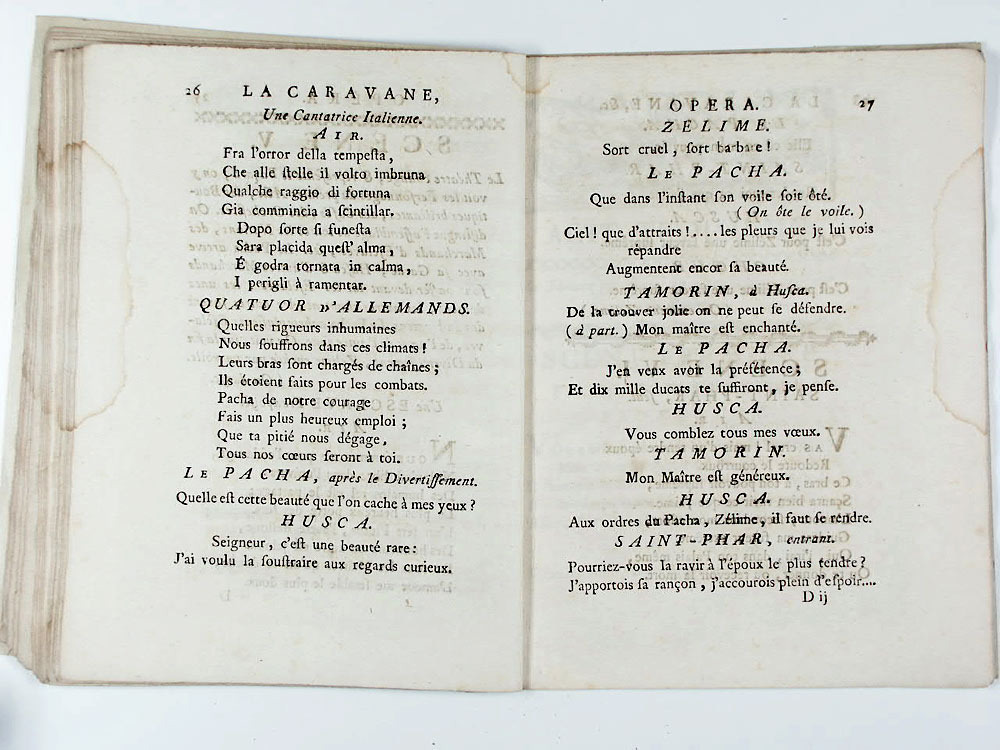 26 LA CARAVANE,
Une Cantatrice Italienne.
AIR.
Fra l'orror della tempeſta,
Che alle ſtelle il volto imbruna
Qualche raggio di fortuna
Gia commincia a ſcintillar.
Dopo ſorte ſi funeſta
Sara placida queſt' alma,
É godra tornata in calma,
I perigli à ramentar.
QUATUOR D'ALLEMANDS.
Quelles rigueurs inhumaines
Nous ſouffrons dans ces climats !
Leurs bras ſont chargés de chaînes ;
Ils étoient faits pour les combats.
Pacha de notre courage
Fais un plus heureux emploi ;
Que ta pitié nous dégage,
Tous nos cœurs ſeront à toi.
LE PACHA, après le Divertiſſement.
Quelle eſt cette beauté que l'on cache à mes yeux ?
HUSCA.
Seigneur, c'eſt une beauté rare :
J'ai voulu la ſouſtraire aux regards curieux.
OPERA. 27
ZÉLIME.
Sort cruel, ſort barbare !
LE PACHA.
Que dans l'inſtant ſon voile ſoit ôté.
( On ôte le voile. )
Ciel ! que d'attraits !....les pleurs que je lui vois
répandre
Augmentent encor ſa beauté.
TAMORIN, à Huſca.
De la trouver jolie on ne peut ſe défendre.
( à part. ) Mon maître eſt enchanté.
LE PACHA.
J'en veux avoir la préférence ;
Et dix mille ducats te ſuffiront, je penſe.
HUSCA.
Vous comblez tous mes vœux.
TAMORIN.
Mon Maître eſt généreux.
HUSCA.
Aux ordres du Pacha, Zélime, il faut ſe rendre.
SAINT-PHAR, entrant.
Pourriez-vous la ravir à l'époux le plus tendre ?
J'apportois ſa rançon, j'accourois plein d'eſpoir....
D ij